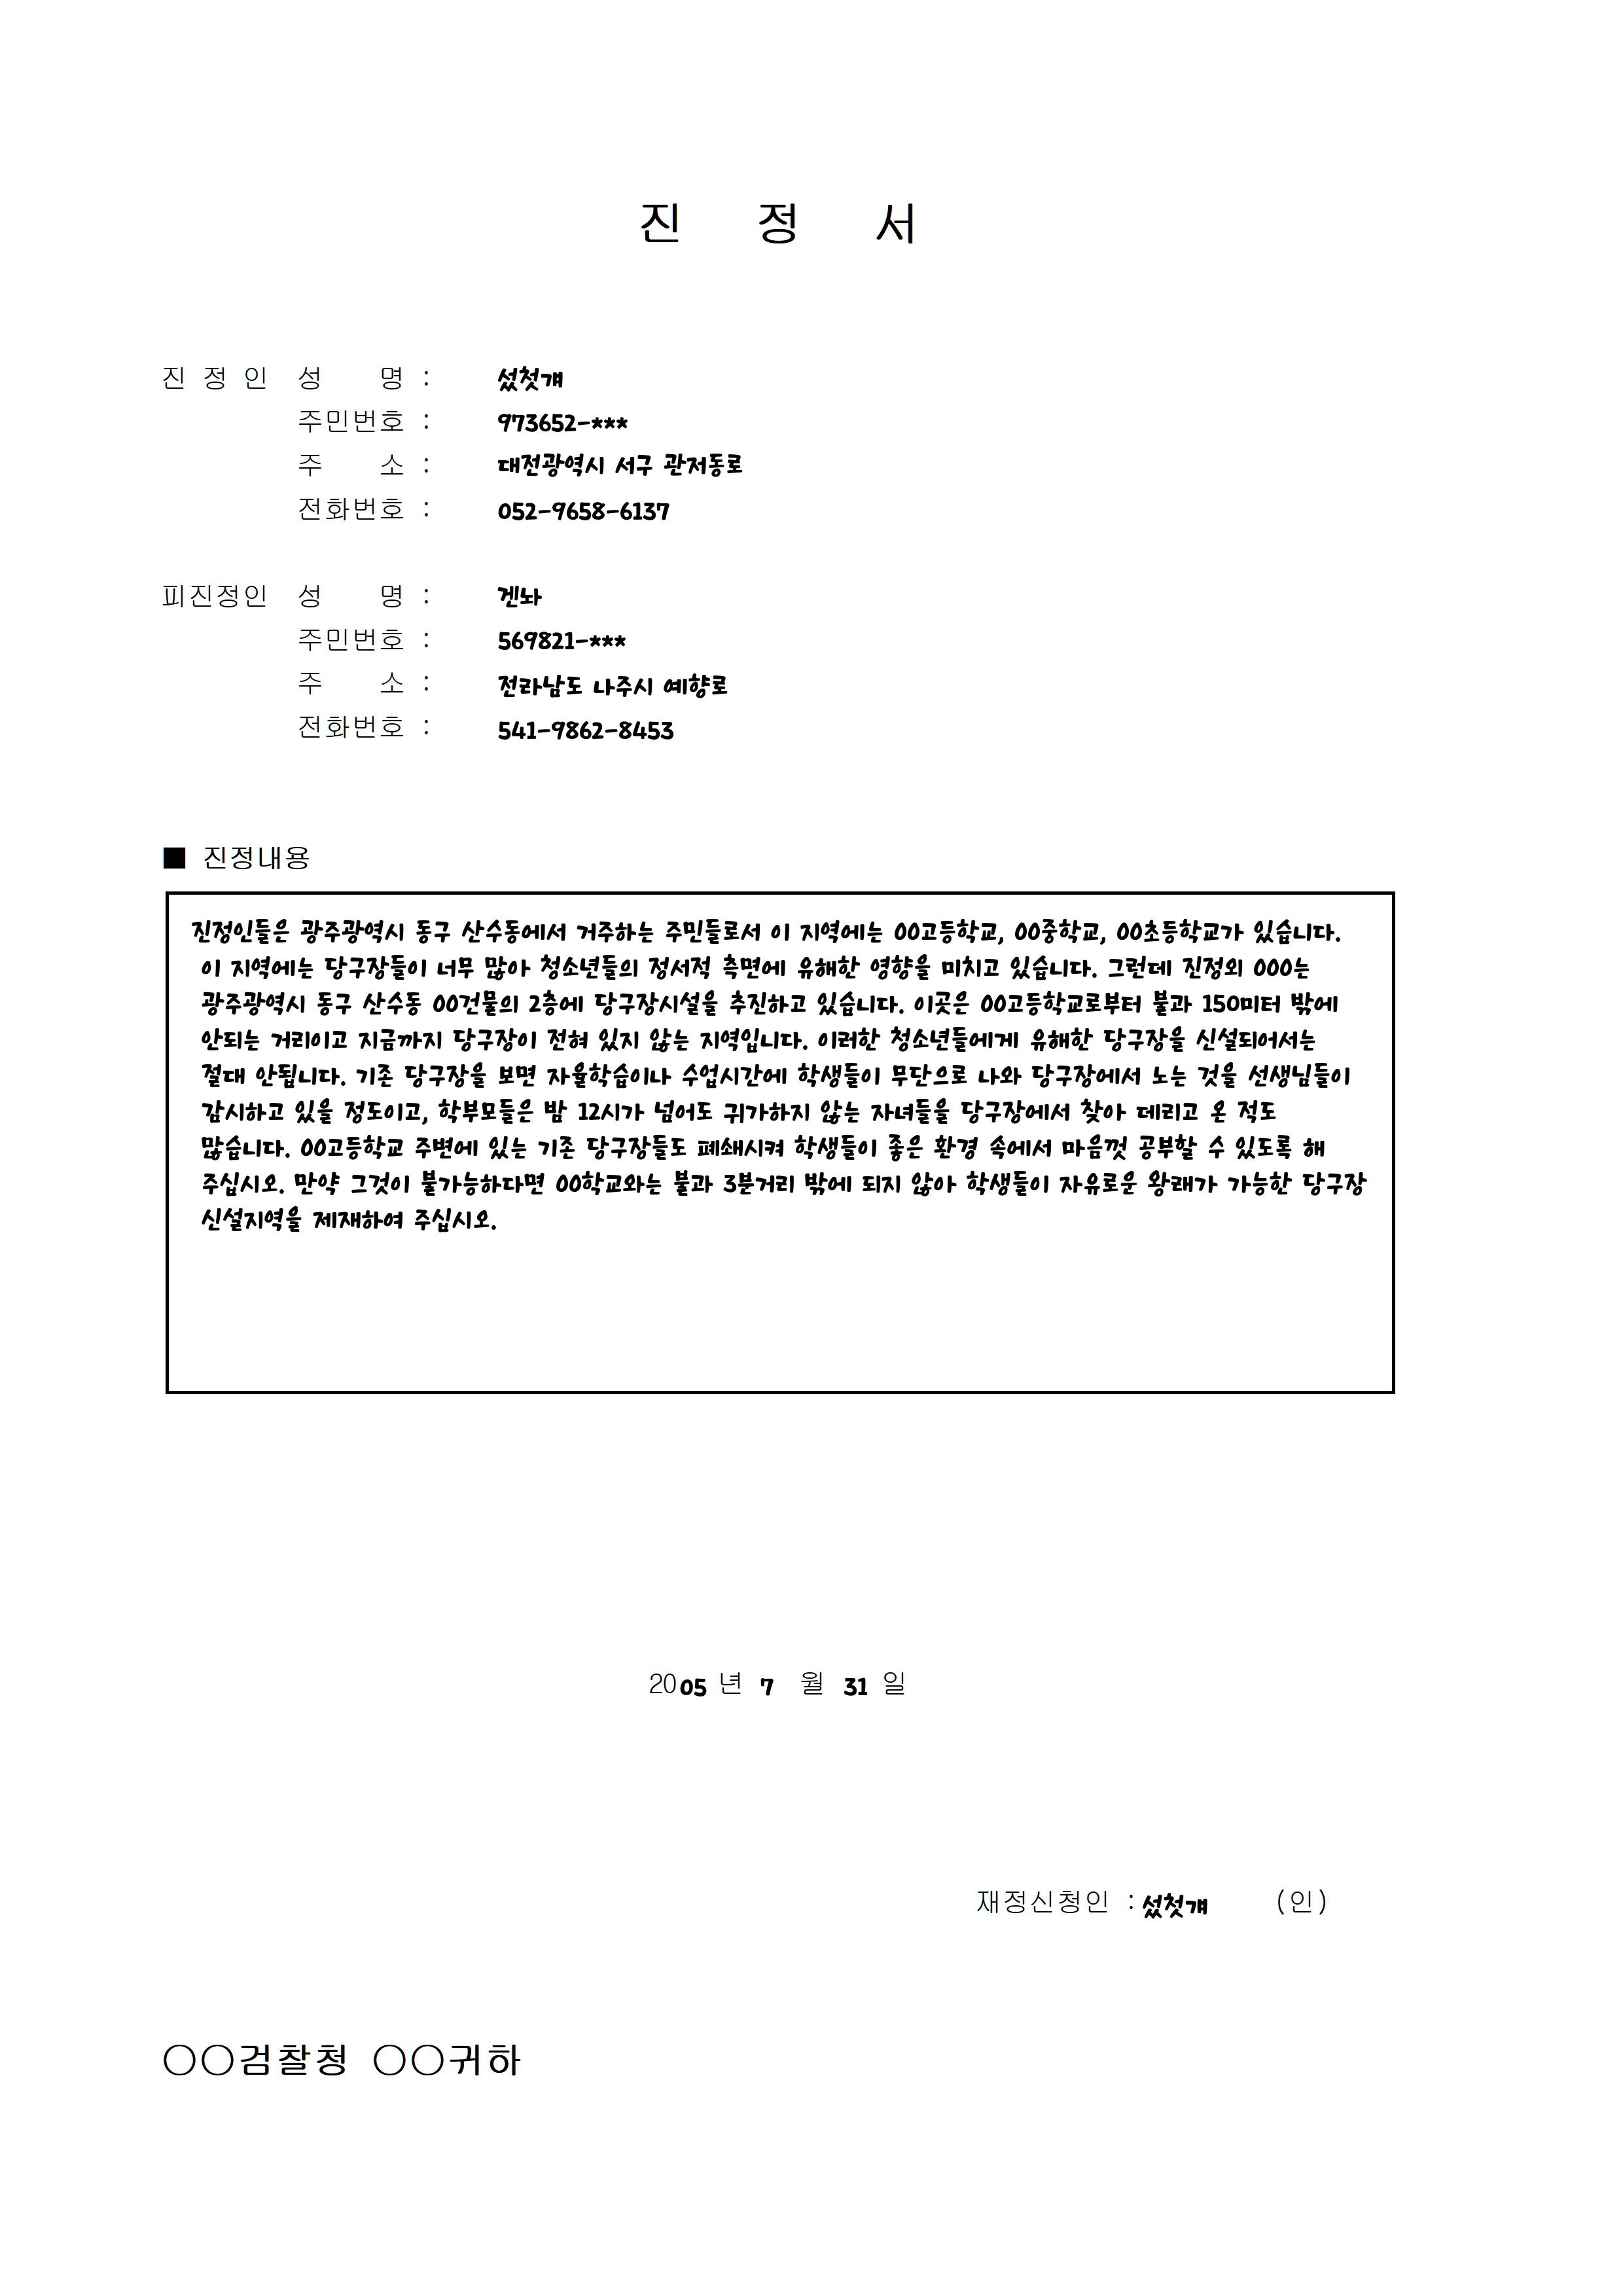 진 정 서
진 정 인 성 명 : 섰첫걔
주민번호 : 973652-***
주 소 : 대전광역시 서구 관저동로
전화번호 : 052-9658-6137
피진정인 성 명 : 겐놔
주민번호 : 569821-***
주 소 : 전라남도 나주시 예향로
전화번호 : 541-9862-8453
■ 진정내용
진정인들은 광주광역시 동구 산수동에서 거주하는 주민들로서 이 지역에는 00고등학교, 00중학교, 00초등학교가 있습니다.
이 지역에는 당구장들이 너무 많아 청소년들의 정서적 측면에 유해한 영향을 미치고 있습니다. 그런데 진정외 000는
광주광역시 동구 산수동 00건물의 2층에 당구장시설을 추진하고 있습니다. 이곳은 00고등학교로부터 불과 150미터 밖에
안되는 거리이고 지금까지 당구장이 전혀 있지 않는 지역입니다. 이러한 청소년들에게 유해한 당구장을 신설되어서는
절대 안됩니다. 기존 당구장을 보면 자율학습이나 수업시간에 학생들이 무단으로 나와 당구장에서 노는 것을 선생님들이
감시하고 있을 정도이고, 학부모들은 밤 12시가 넘어도 귀가하지 않는 자녀들을 당구장에서 찾아 데리고 온 적도
많습니다. 00고등학교 주변에 있는 기존 당구장들도 폐쇄시켜 학생들이 좋은 환경 속에서 마음껏 공부할 수 있도록 해
주십시오. 만약 그것이 불가능하다면 00학교와는 불과 3분거리 밖에 되지 않아 학생들이 자유로운 왕래가 가능한 당구장
신설지역을 제재하여 주십시오.
2005 년 7 월 31 일
재정신청인 : 섰첫걔 (인)
○○검찰청 ○○귀하